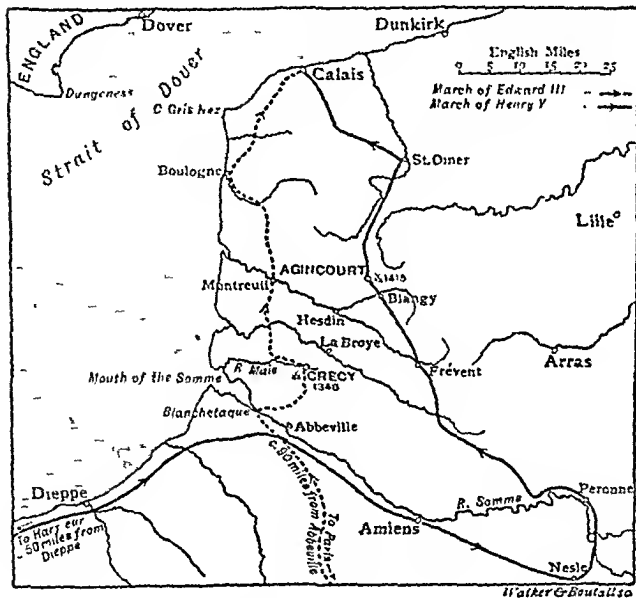 ENGLAND
Dover
Dunkirk
English Miles
0 5 10 15 20 25
March of Edward III
March of Henry V
Dungeness
Strait of Dover
C Gris hez
Calais
Boulogne
St. Omer
Lille
AGINCOURT
1415
Montreuil
Blangy
Hesdin
La Broye
Frévent
Arras
R. Maie
CRECY
1346
Mouth of the Somme
Blanchetaque
Abbeville
c. 90 miles from Abbeville
To Paris
Dieppe
To Harfleur
50 miles from
Dieppe
Amiens
R. Somme
Peronne
Nesle
Walker & Boutall sc